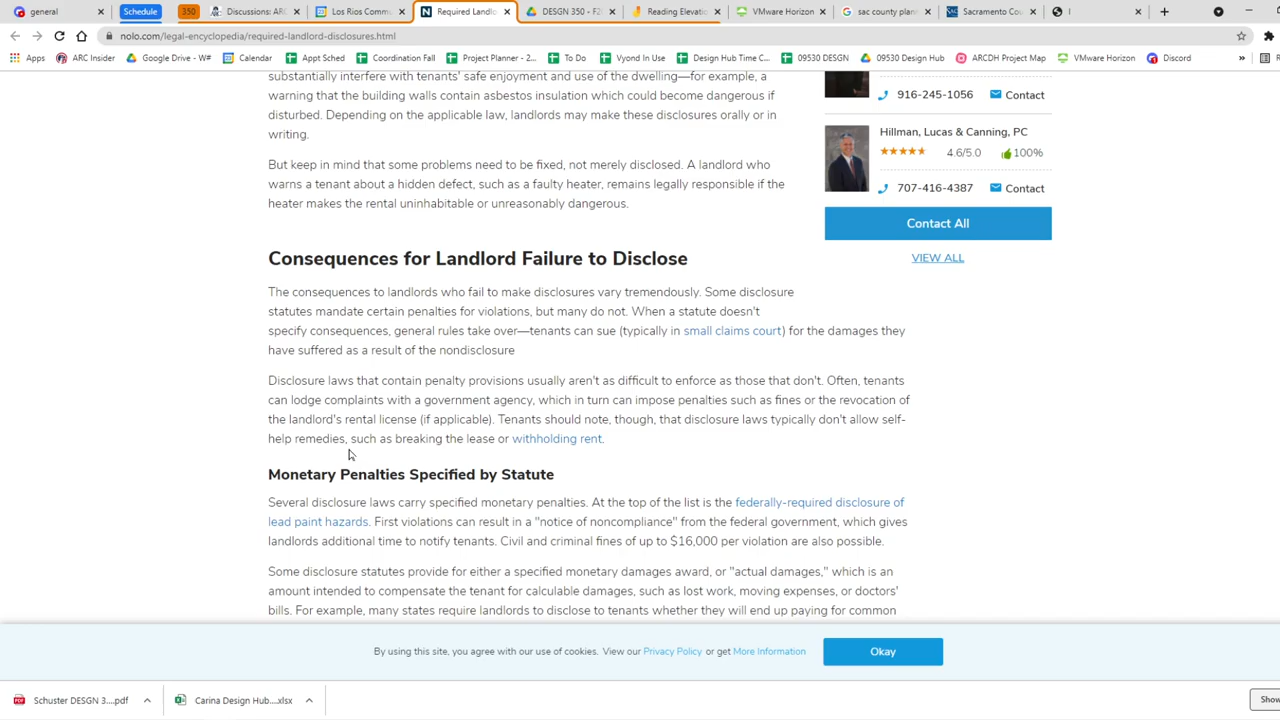 general
Schedule
350
Discussions: ARC
Los Rios Comm
Required Landlo
DESGN 350 - F2
Reading Elevatio
VMware Horizon
sac county plan
Sacramento Cou
nolo.com/legal-encyclopedia/required-landlord-disclosures.html
Apps
ARC Insider
Google Drive - W#
Calendar
Appt Sched
Coordination Fall
Project Planner - 2...
To Do
Vyond In Use
Design Hub Time C...
09530 DESGN
09530 Design Hub
ARCDH Project Map
VMware Horizon
Discord
»
substantially interfere with tenants' safe enjoyment and use of the dwelling—for example, a
warning that the building walls contain asbestos insulation which could become dangerous if
disturbed. Depending on the applicable law, landlords may make these disclosures orally or in
writing.
But keep in mind that some problems need to be fixed, not merely disclosed. A landlord who
warns a tenant about a hidden defect, such as a faulty heater, remains legally responsible if the
heater makes the rental uninhabitable or unreasonably dangerous.
916-245-1056 Contact
Hillman, Lucas & Canning, PC
4.6/5.0 100%
707-416-4387 Contact
Contact All
VIEW ALL
Consequences for Landlord Failure to Disclose
The consequences to landlords who fail to make disclosures vary tremendously. Some disclosure
statutes mandate certain penalties for violations, but many do not. When a statute doesn't
specify consequences, general rules take over—tenants can sue (typically in small claims court) for the damages they
have suffered as a result of the nondisclosure
Disclosure laws that contain penalty provisions usually aren't as difficult to enforce as those that don't. Often, tenants
can lodge complaints with a government agency, which in turn can impose penalties such as fines or the revocation of
the landlord's rental license (if applicable). Tenants should note, though, that disclosure laws typically don't allow self-
help remedies, such as breaking the lease or withholding rent.
Monetary Penalties Specified by Statute
Several disclosure laws carry specified monetary penalties. At the top of the list is the federally-required disclosure of
lead paint hazards. First violations can result in a "notice of noncompliance" from the federal government, which gives
landlords additional time to notify tenants. Civil and criminal fines of up to $16,000 per violation are also possible.
Some disclosure statutes provide for either a specified monetary damages award, or "actual damages," which is an
amount intended to compensate the tenant for calculable damages, such as lost work, moving expenses, or doctors'
bills. For example, many states require landlords to disclose to tenants whether they will end up paying for common
By using this site, you agree with our use of cookies. View our Privacy Policy or get More Information
Okay
Schuster DESGN 3....pdf
Carina Design Hub....xlsx
Show